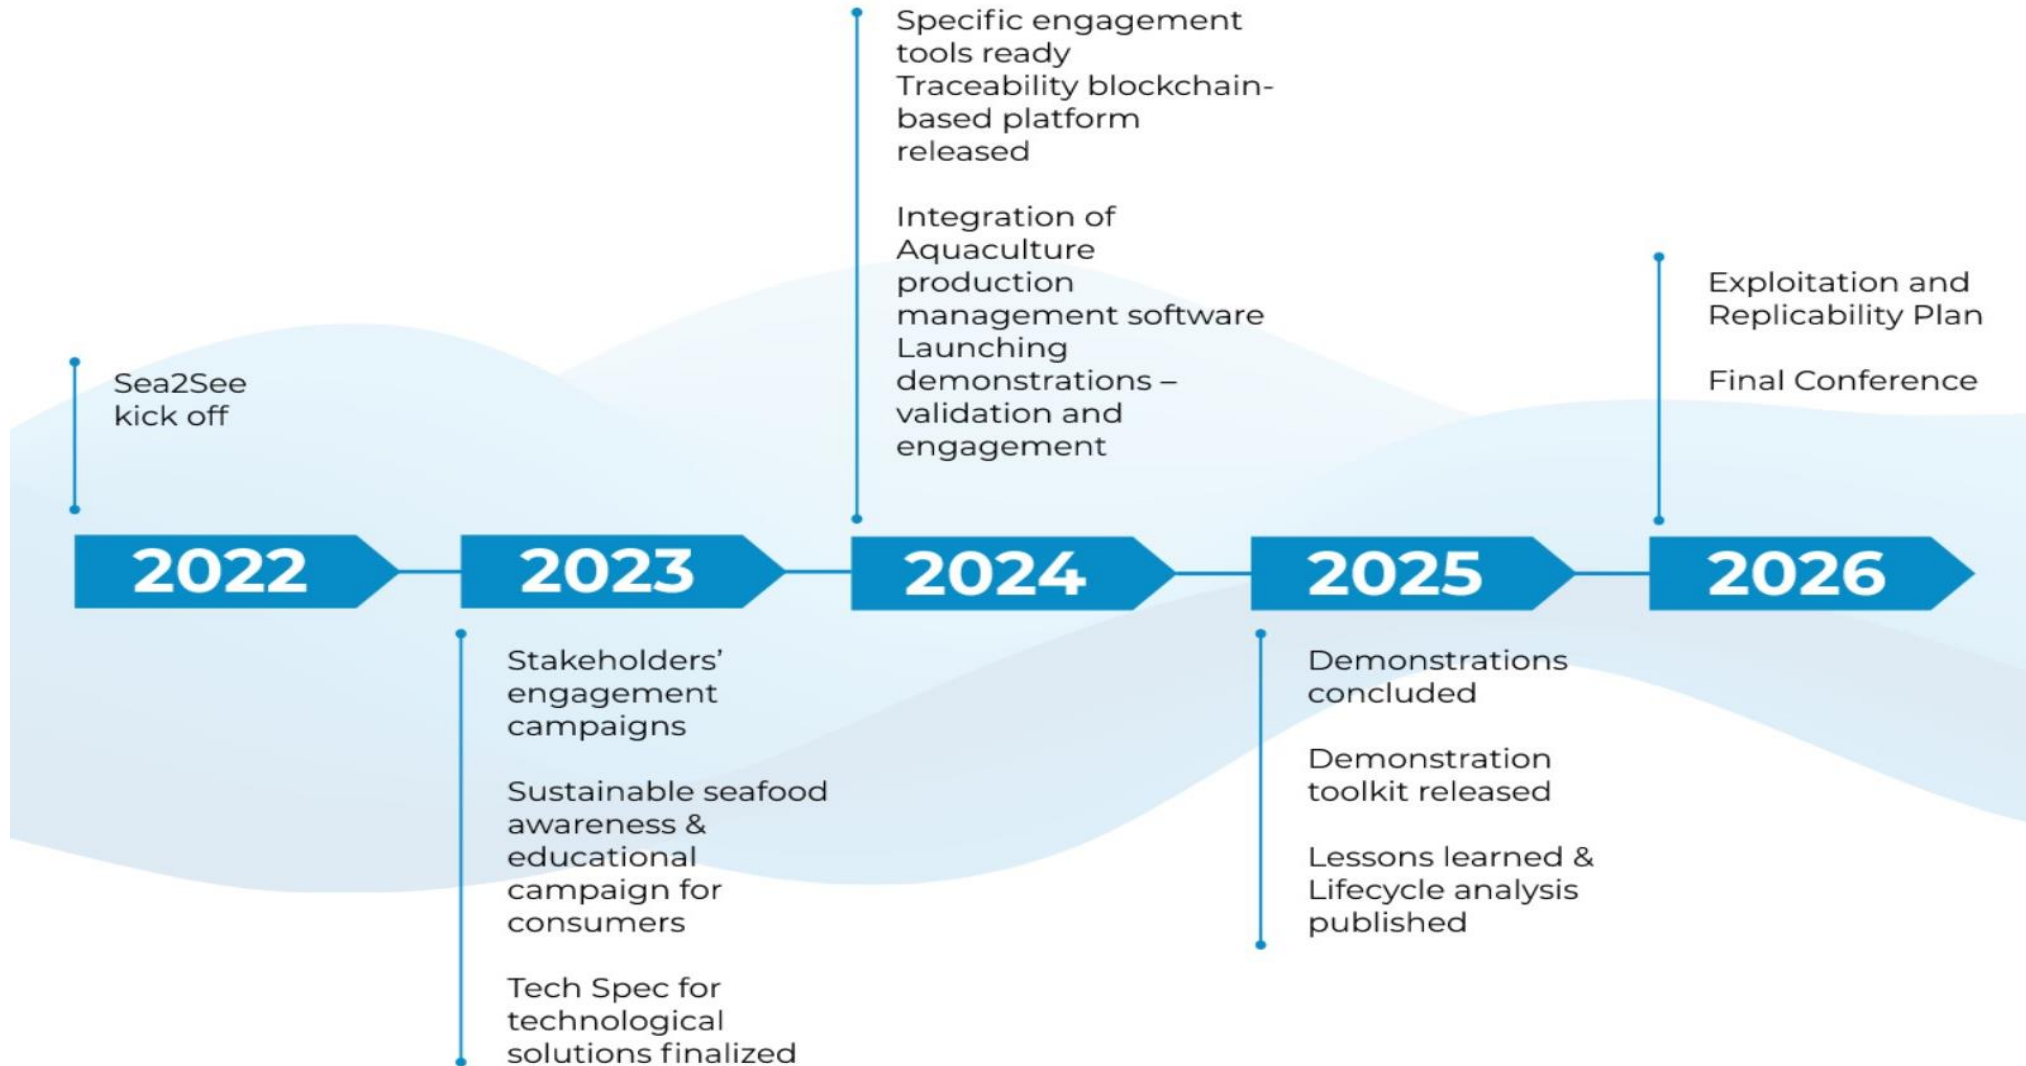 Sea2See
kick off
2022
2023
Stakeholders’
engagement
campaigns
Sustainable seafood
awareness &
educational
campaign for
consumers
Tech Spec for
technological
solutions finalized
Specific engagement
tools ready
Traceability blockchain-
based platform
released
Integration of
Aquaculture
production
management software
Launching
demonstrations –
validation and
engagement
2024
2025
Demonstrations
concluded
Demonstration
toolkit released
Lessons learned &
Lifecycle analysis
published
Exploitation and
Replicability Plan
Final Conference
2026